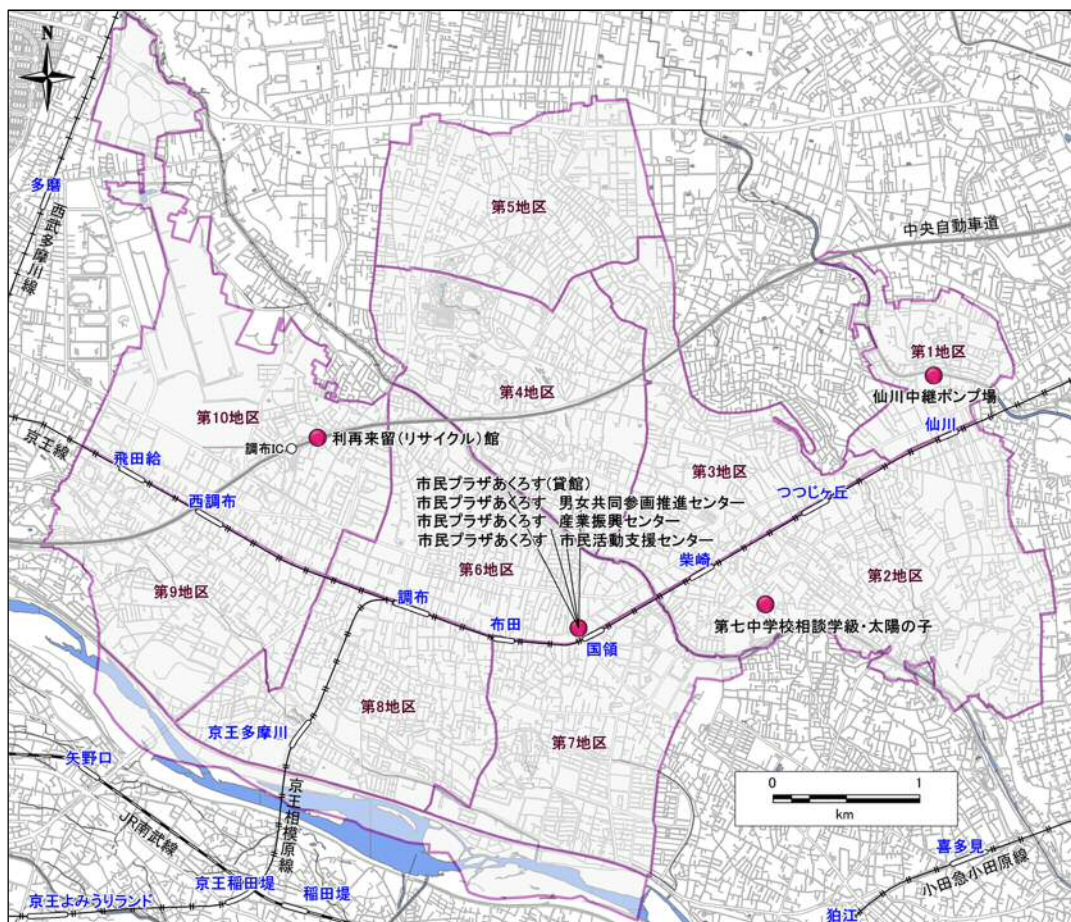 N
多磨
西武多摩川線
第5地区
中央自動車道
第1地区
仙川中継ポンプ場
第4地区
第10地区
仙川
利再来留(リサイクル)館
調布IC
京王線
飛田給
第3地区
市民プラザあくろす(貸館)
市民プラザあくろす 男女共同参画推進センター
市民プラザあくろす 産業振興センター
市民プラザあくろす 市民活動支援センター
つつじヶ丘
西調布
柴崎
第6地区
第2地区
第9地区
調布
布田
国領
第七中学校相談学級・太陽の子
第8地区
京王多摩川
第7地区
矢野口
JR南武線
京王相模原線
0 1
km
喜多見
小田急小田原線
京王稲田堤
稲田堤
京王よみうりランド
狛江